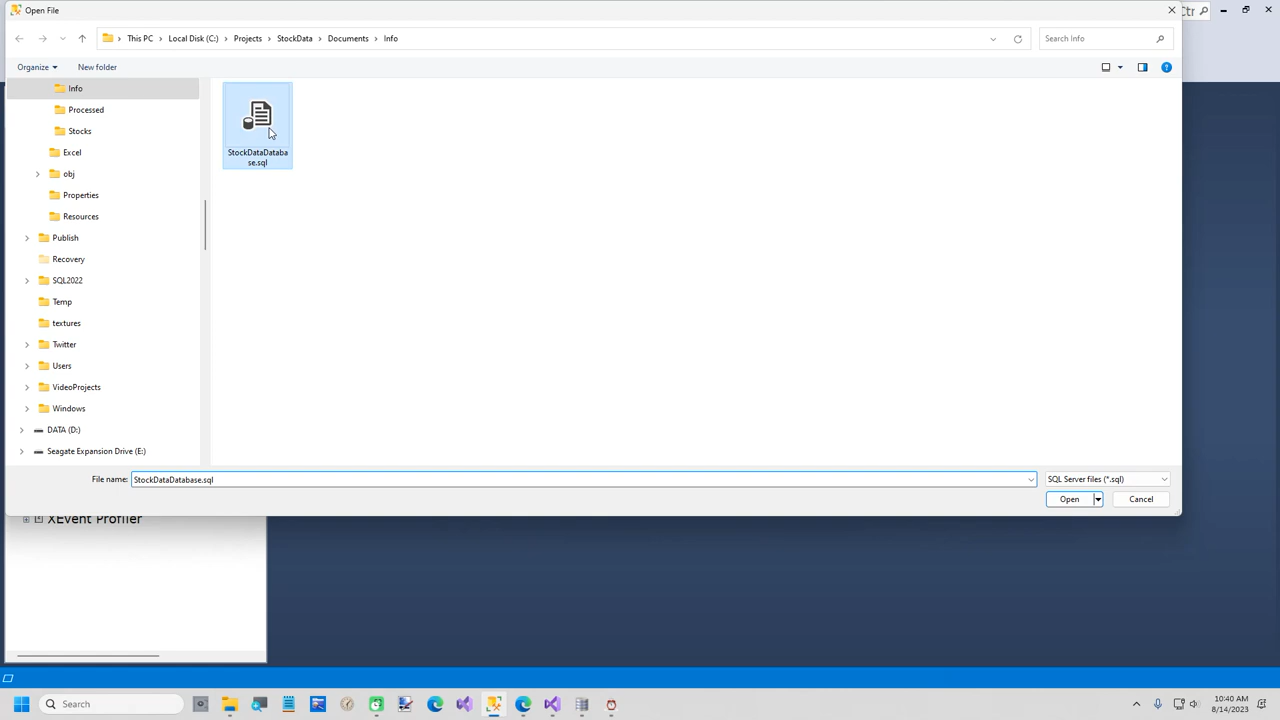 Open File
Ctr
This PC > Local Disk (C:) > Projects > StockData > Documents > Info
Search Info
Organize
New folder
Info
Processed
Stocks
Excel
obj
Properties
Resources
Publish
Recovery
SQL2022
Temp
textures
Twitter
Users
VideoProjects
Windows
DATA (D:)
Seagate Expansion Drive (E:)
StockDataDataba
se.sql
File name: StockDataDatabase.sql
SQL Server files (*.sql)
Open
Cancel
XEvent Profiler
Search
10:40 AM
8/14/2023